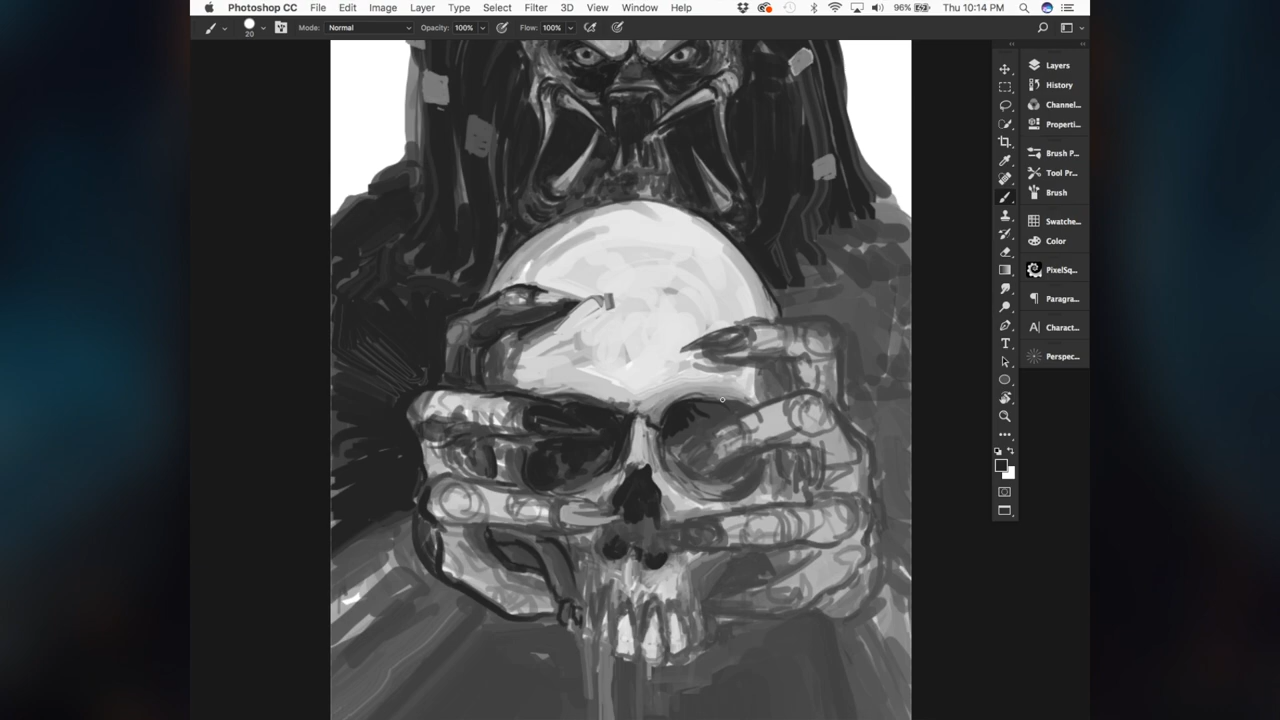 Photoshop CC File Edit Image Layer Type Select Filter 3D View Window Help 96% Thu 10:14 PM
20 Mode: Normal Opacity: 100% Flow: 100%
Layers
History
Channel...
Properti...
Brush P...
Tool Pr...
Brush
Swatche...
Color
PixelSq...
Paragra...
Charact...
Perspec...